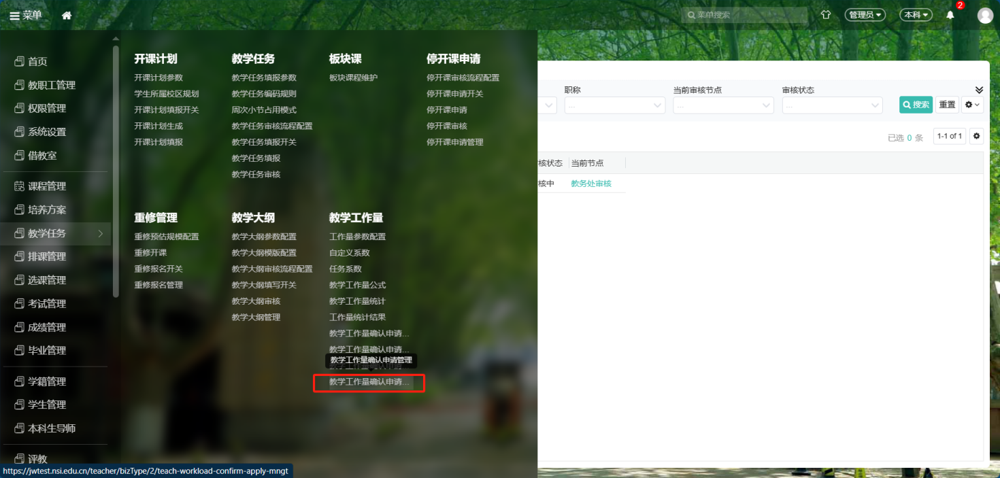 菜单
菜单搜索
管理员
本科
2
首页
教职工管理
权限管理
系统设置
借教室
课程管理
培养方案
教学任务
排课管理
选课管理
考试管理
成绩管理
毕业管理
学籍管理
学生管理
本科生导师
评教
开课计划
开课计划参数
学生所属校区规划
开课计划填报开关
开课计划生成
开课计划填报
教学任务
教学任务填报参数
教学任务编码规则
周次小节占用模式
教学任务审核流程配置
教学任务填报开关
教学任务填报
教学任务审核
板块课
板块课程维护
停开课申请
停开课审核流程配置
停开课申请开关
停开课申请
停开课审核
停开课申请管理
重修管理
重修预估规模配置
重修开课
重修报名开关
重修报名管理
教学大纲
教学大纲参数配置
教学大纲模版配置
教学大纲审核流程配置
教学大纲填写开关
教学大纲审核
教学大纲管理
教学工作量
工作量参数配置
自定义系数
任务系数
教学工作量公式
教学工作量统计
工作量统计结果
教学工作量确认申请...
教学工作量确认申请...
教学工作量确认申请管理
教学工作量确认申请
教学工作量确认申请...
职称
当前审核节点
审核状态
...
...
...
搜索
重置
已选 0 条
1-1 of 1
核状态
当前节点
核中
教务处审核
https://jwtest.nsi.edu.cn/teacher/bizType/2/teach-workload-confirm-apply-mngt